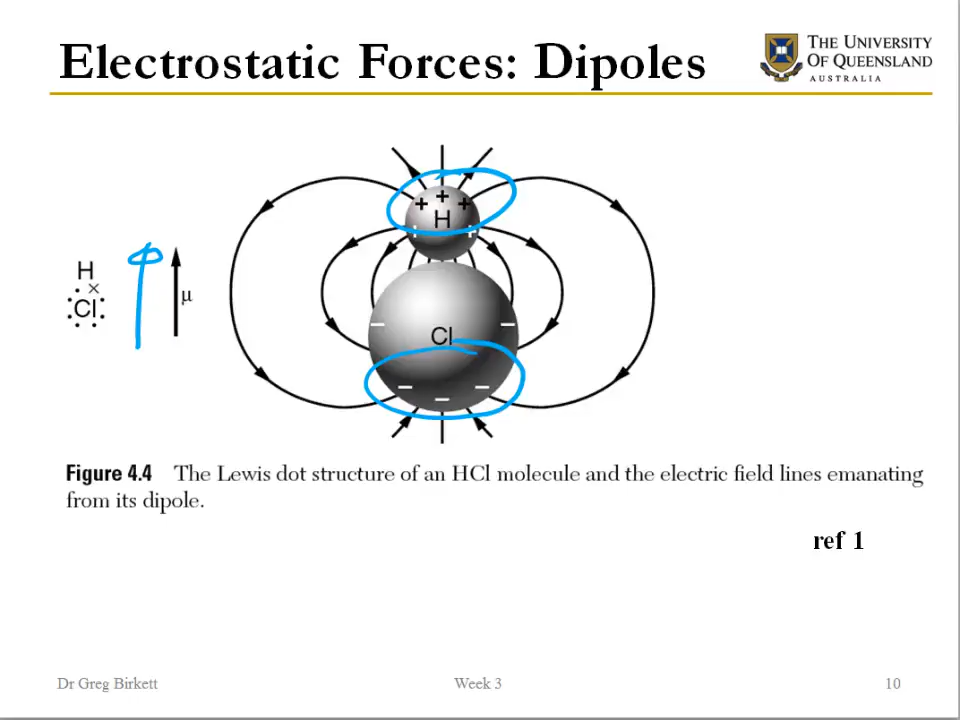 Electrostatic Forces: Dipoles
THE UNIVERSITY
OF QUEENSLAND
AUSTRALIA
H
×
Cl
μ
+ + +
H
+ +
− −
Cl
− − −
Figure 4.4 The Lewis dot structure of an HCl molecule and the electric field lines emanating
from its dipole.
ref 1
Dr Greg Birkett Week 3 10